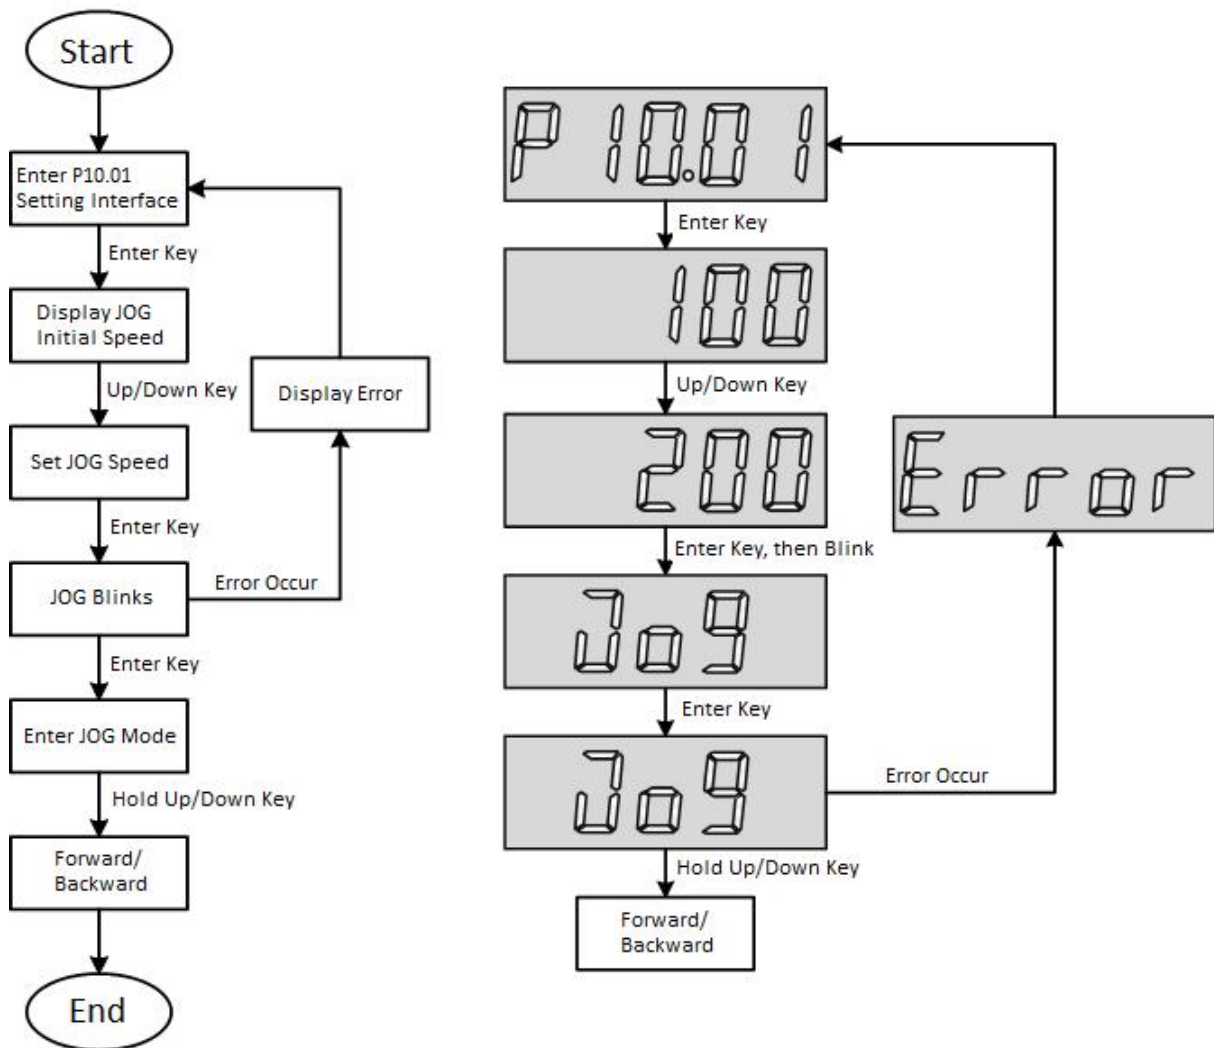 Start
Enter P10.01
Setting Interface
Enter Key
Display JOG
Initial Speed
Up/Down Key
Display Error
Set JOG Speed
Enter Key
JOG Blinks
Error Occur
Enter Key
Enter JOG Mode
Hold Up/Down Key
Forward/
Backward
End
P10.01
Enter Key
100
Up/Down Key
200
Enter Key, then Blink
Jog
Enter Key
Jog
Error Occur
Error
Hold Up/Down Key
Forward/
Backward